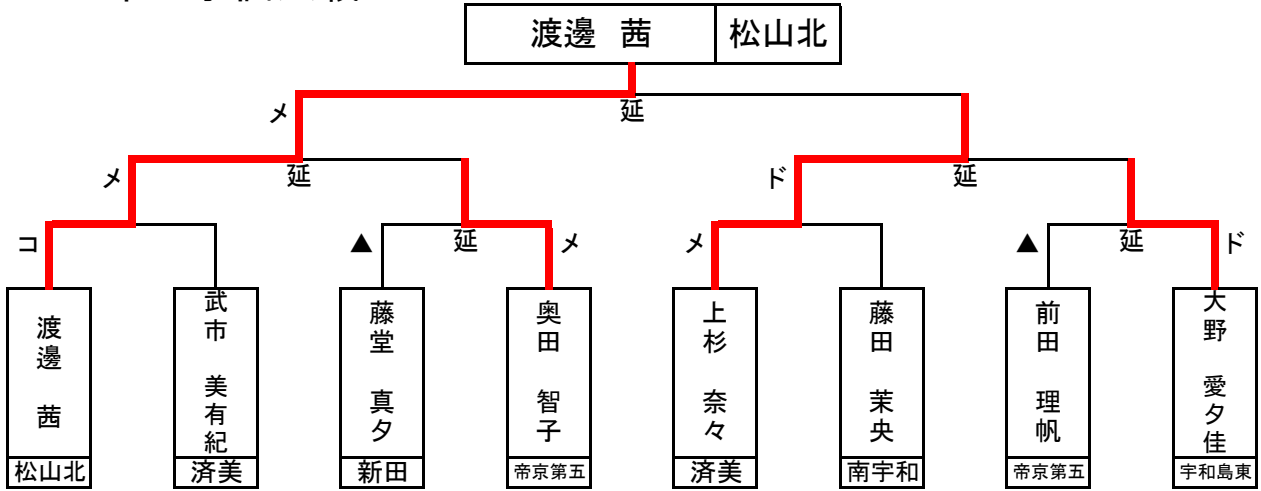 渡邊 茜 松山北
メ 延
メ 延 ド 延
コ ▲ 延 メ メ ▲ 延 ド
渡邊 茜
武市 美有紀
藤堂 真夕
奥田 智子
上杉 奈々
藤田 茉央
前田 理帆
大野 愛夕佳
松山北 済美 新田 帝京第五 済美 南宇和 帝京第五 宇和島東